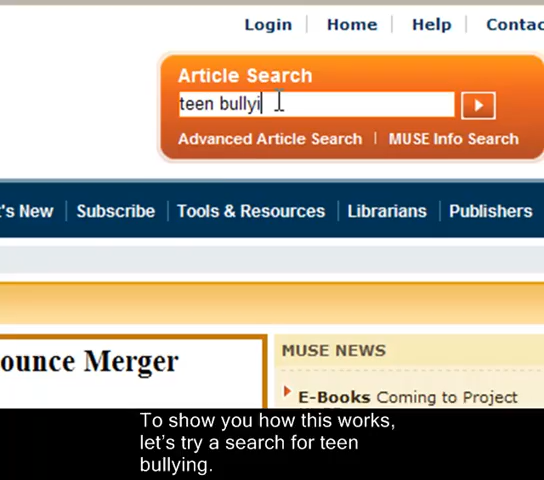 Login Home Help Contac
Article Search
teen bullyi
Advanced Article Search MUSE Info Search
t's New Subscribe Tools & Resources Librarians Publishers
ounce Merger
MUSE NEWS
E-Books Coming to Project
To show you how this works,
let's try a search for teen
bullying.